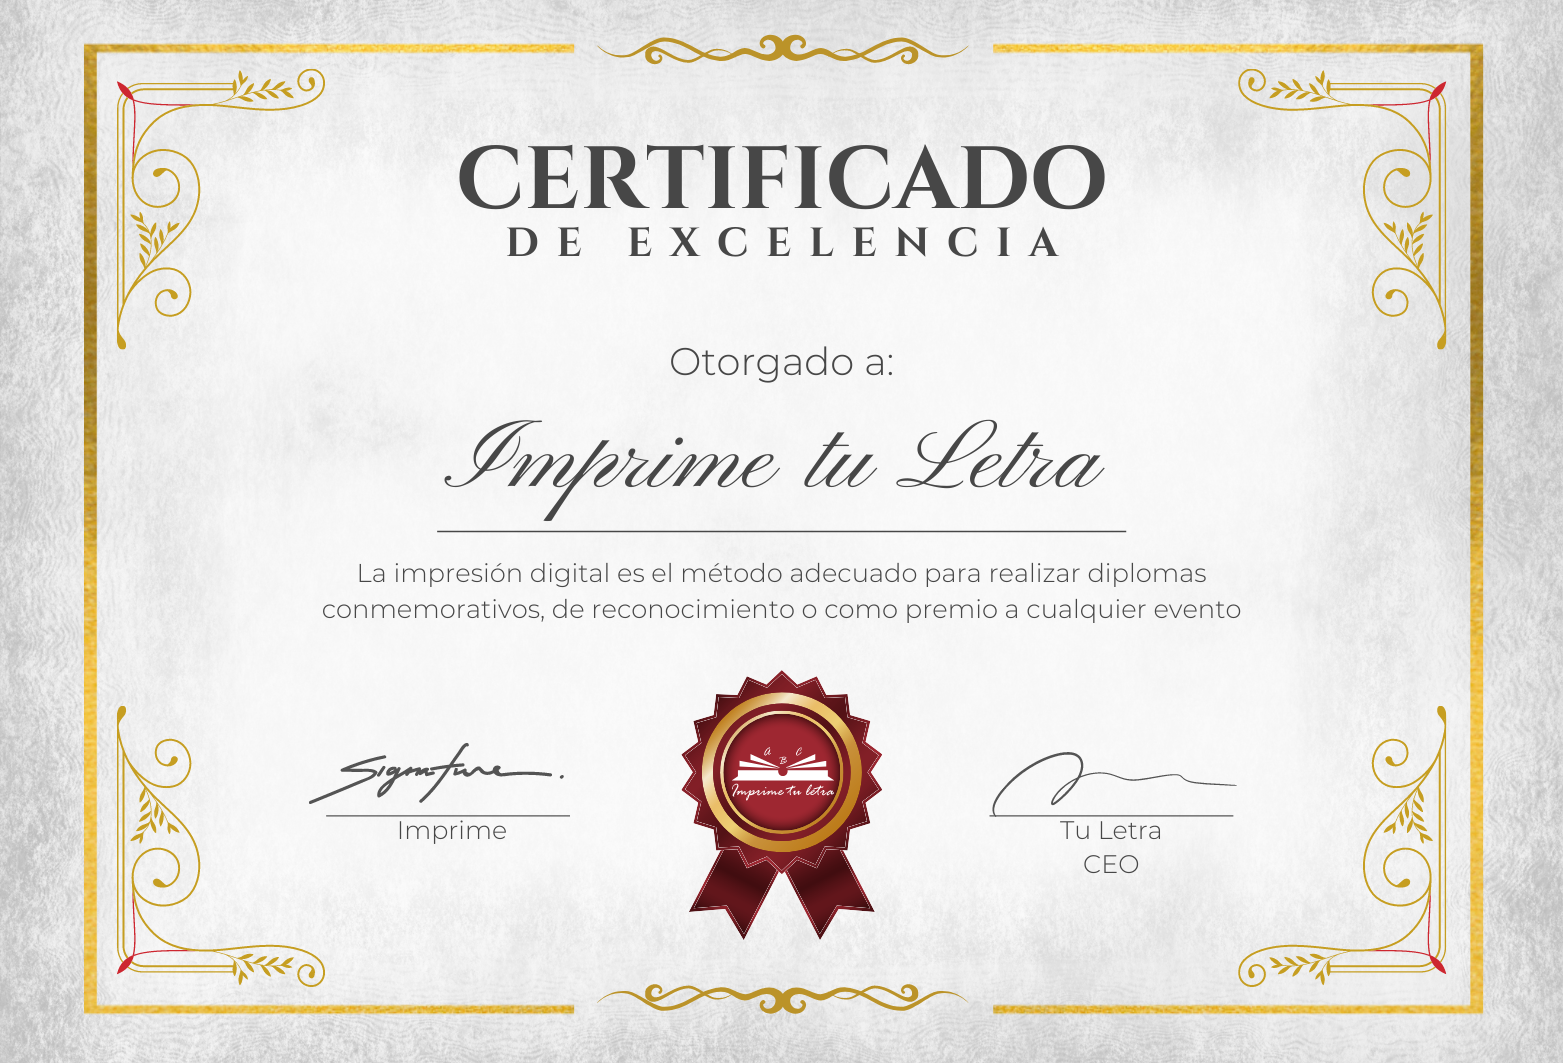 CERTIFICADO
DE EXCELENCIA
Otorgado a:
Imprime tu Letra
La impresión digital es el método adecuado para realizar diplomas
conmemorativos, de reconocimiento o como premio a cualquier evento
Signature
A B C
Imprime tu letra
Imprime
Tu Letra
CEO